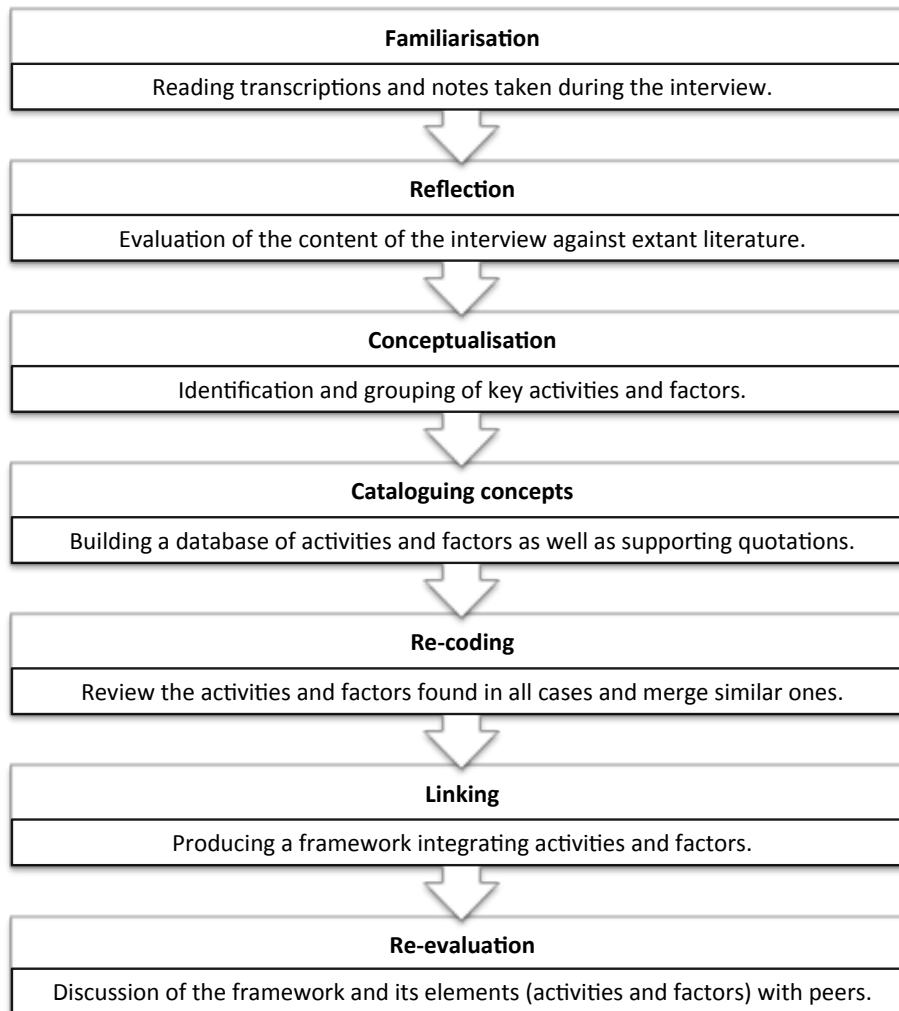 Familiarisation
Reading transcriptions and notes taken during the interview.
Reflection
Evaluation of the content of the interview against extant literature.
Conceptualisation
Identification and grouping of key activities and factors.
Cataloguing concepts
Building a database of activities and factors as well as supporting quotations.
Re-coding
Review the activities and factors found in all cases and merge similar ones.
Linking
Producing a framework integrating activities and factors.
Re-evaluation
Discussion of the framework and its elements (activities and factors) with peers.